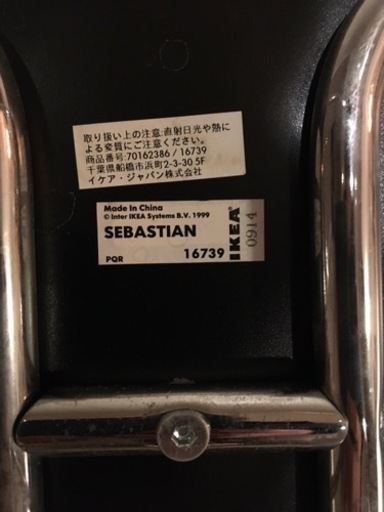 取り扱い上の注意:直射日光や熱に
よる変質にご注意ください。
商品番号:70162386 / 16739
千葉県船橋市浜町2-3-30 5F
イケア・ジャパン株式会社
Made In China
© Inter IKEA Systems B.V. 1999
SEBASTIAN
PQR 16739
IKEA
0914